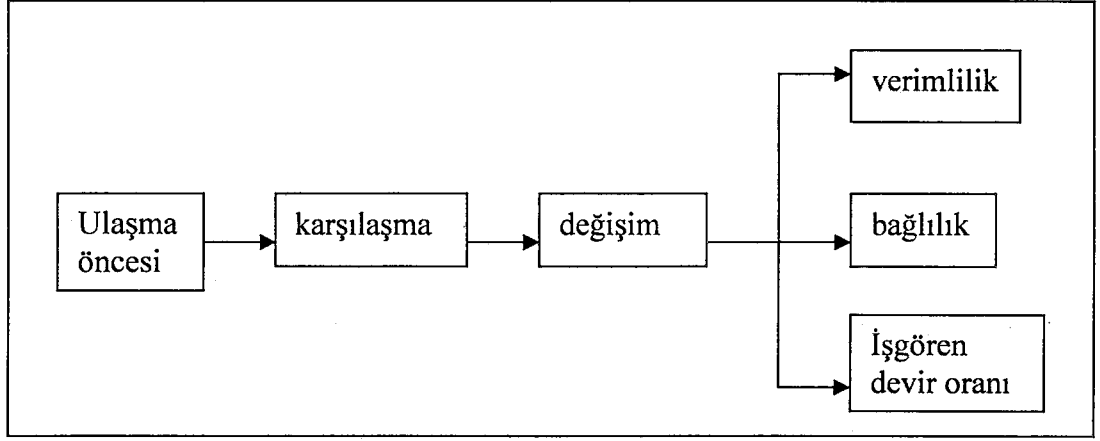 Ulaşma
öncesi
karşılaşma
değişim
verimlilik
bağlılık
İşgören
devir oranı